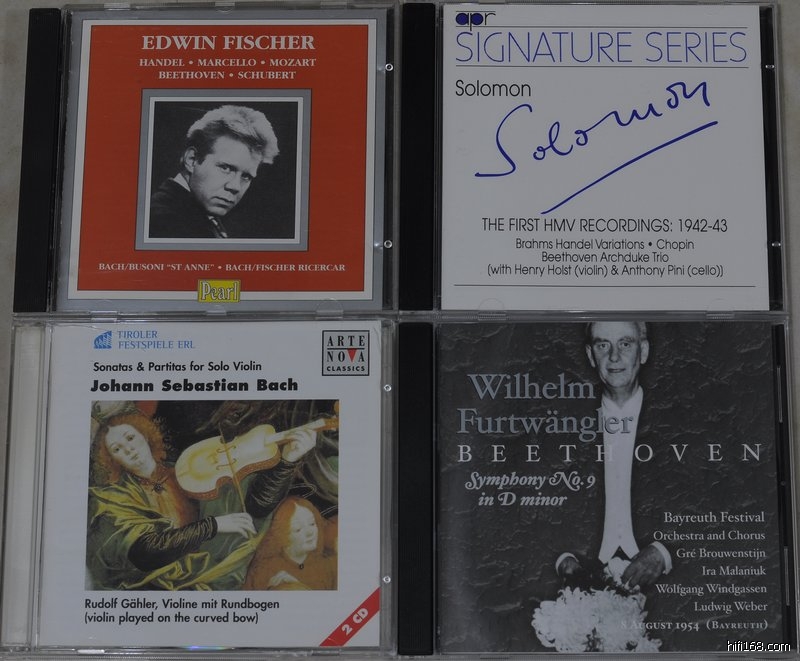 EDWIN FISCHER
HANDEL • MARCELLO • MOZART
BEETHOVEN • SCHUBERT
BACH/BUSONI "ST ANNE" • BACH/FISCHER RICERCAR
Pearl
apr
SIGNATURE SERIES
Solomon
Solomon
THE FIRST HMV RECORDINGS: 1942-43
Brahms Handel Variations • Chopin
Beethoven Archduke Trio
(with Henry Holst (violin) & Anthony Pini (cello))
TIROLER
FESTSPIELE ERL
ARTE
NOVA
CLASSICS
Sonatas & Partitas for Solo Violin
Johann Sebastian Bach
Rudolf Gähler, Violine mit Rundbogen
(violin played on the curved bow)
2 CD
Wilhelm
Furtwängler
BEETHOVEN
Symphony No. 9
in D minor
Bayreuth Festival
Orchestra and Chorus
Gré Brouwenstijn
Ira Malaniuk
Wolfgang Windgassen
Ludwig Weber
8 AUGUST 1954 (BAYREUTH)
hifi168.com